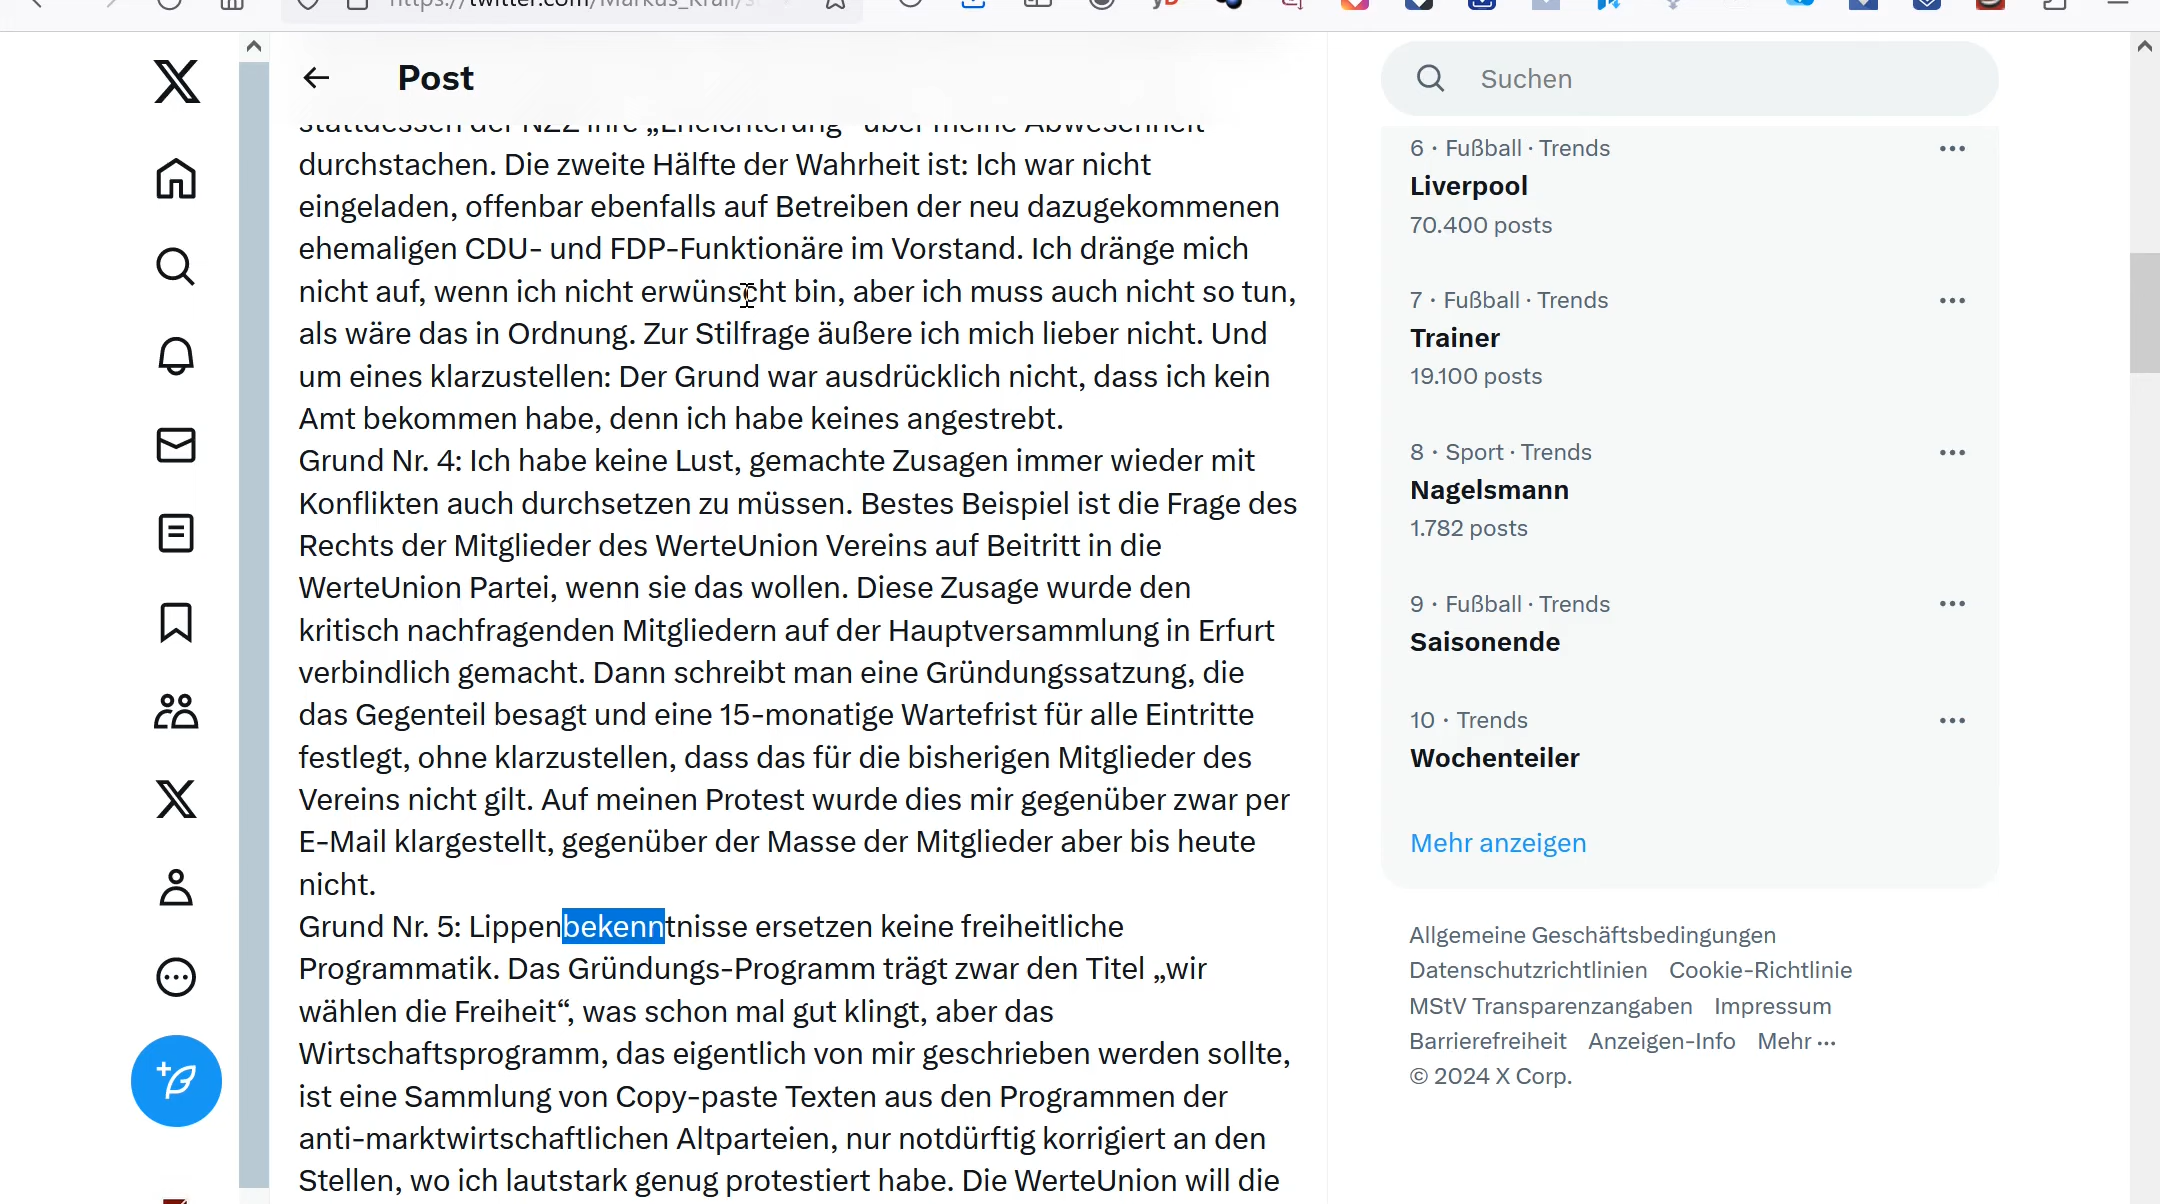 https://twitter.com/Markus_Krall/s
Post
stattdessen der NZZ ihre „Erleichterung“ über meine Abwesenheit
durchstachen. Die zweite Hälfte der Wahrheit ist: Ich war nicht
eingeladen, offenbar ebenfalls auf Betreiben der neu dazugekommenen
ehemaligen CDU- und FDP-Funktionäre im Vorstand. Ich dränge mich
nicht auf, wenn ich nicht erwünscht bin, aber ich muss auch nicht so tun,
als wäre das in Ordnung. Zur Stilfrage äußere ich mich lieber nicht. Und
um eines klarzustellen: Der Grund war ausdrücklich nicht, dass ich kein
Amt bekommen habe, denn ich habe keines angestrebt.
Grund Nr. 4: Ich habe keine Lust, gemachte Zusagen immer wieder mit
Konflikten auch durchsetzen zu müssen. Bestes Beispiel ist die Frage des
Rechts der Mitglieder des WerteUnion Vereins auf Beitritt in die
WerteUnion Partei, wenn sie das wollen. Diese Zusage wurde den
kritisch nachfragenden Mitgliedern auf der Hauptversammlung in Erfurt
verbindlich gemacht. Dann schreibt man eine Gründungssatzung, die
das Gegenteil besagt und eine 15-monatige Wartefrist für alle Eintritte
festlegt, ohne klarzustellen, dass das für die bisherigen Mitglieder des
Vereins nicht gilt. Auf meinen Protest wurde dies mir gegenüber zwar per
E-Mail klargestellt, gegenüber der Masse der Mitglieder aber bis heute
nicht.
Grund Nr. 5: Lippenbekenntnisse ersetzen keine freiheitliche
Programmatik. Das Gründungs-Programm trägt zwar den Titel „wir
wählen die Freiheit“, was schon mal gut klingt, aber das
Wirtschaftsprogramm, das eigentlich von mir geschrieben werden sollte,
ist eine Sammlung von Copy-paste Texten aus den Programmen der
anti-marktwirtschaftlichen Altparteien, nur notdürftig korrigiert an den
Stellen, wo ich lautstark genug protestiert habe. Die WerteUnion will die
Suchen
6 · Fußball · Trends
Liverpool
70.400 posts
7 · Fußball · Trends
Trainer
19.100 posts
8 · Sport · Trends
Nagelsmann
1.782 posts
9 · Fußball · Trends
Saisonende
10 · Trends
Wochenteiler
Mehr anzeigen
Allgemeine Geschäftsbedingungen
Datenschutzrichtlinien Cookie-Richtlinie
MStV Transparenzangaben Impressum
Barrierefreiheit Anzeigen-Info Mehr ···
© 2024 X Corp.